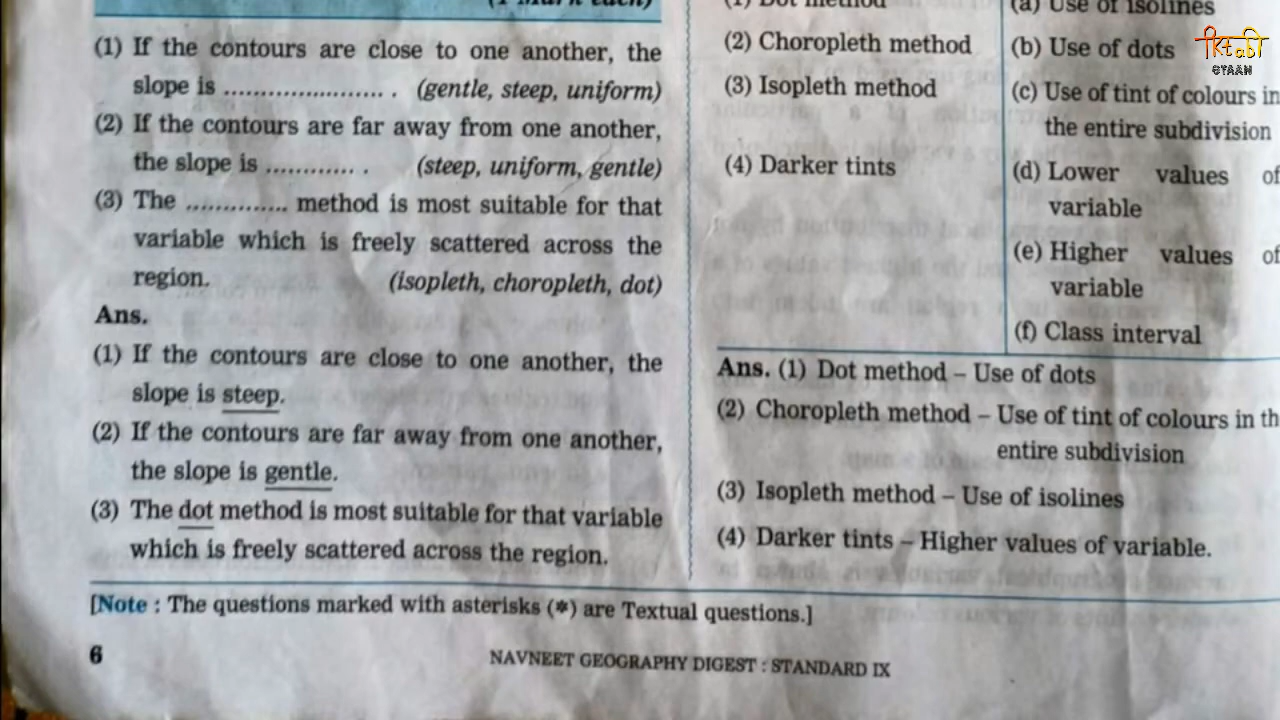 (1 Mark each)
(1) If the contours are close to one another, the
slope is ....................... . (gentle, steep, uniform)
(2) If the contours are far away from one another,
the slope is ............. . (steep, uniform, gentle)
(3) The .............. method is most suitable for that
variable which is freely scattered across the
region. (isopleth, choropleth, dot)
Ans.
(1) If the contours are close to one another, the
slope is steep.
(2) If the contours are far away from one another,
the slope is gentle.
(3) The dot method is most suitable for that variable
which is freely scattered across the region.
(1) Dot method
(2) Choropleth method
(3) Isopleth method
(4) Darker tints
(a) Use of isolines
(b) Use of dots
(c) Use of tint of colours in
the entire subdivision
(d) Lower values of
variable
(e) Higher values of
variable
(f) Class interval
Ans. (1) Dot method – Use of dots
(2) Choropleth method – Use of tint of colours in th
entire subdivision
(3) Isopleth method – Use of isolines
(4) Darker tints – Higher values of variable.
[Note : The questions marked with asterisks (*) are Textual questions.]
6 NAVNEET GEOGRAPHY DIGEST : STANDARD IX